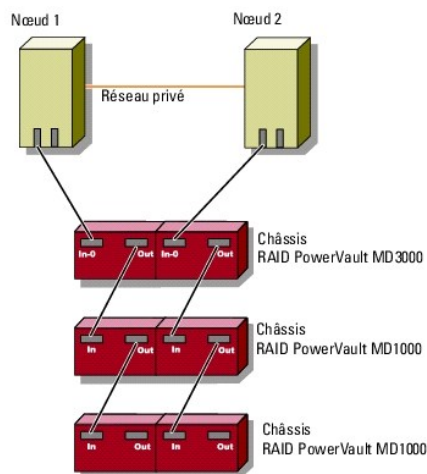 Nœud 1
Nœud 2
Réseau privé
In-0
Out
In-0
Out
Châssis
RAID PowerVault MD3000
In
Out
In
Out
Châssis
RAID PowerVault MD1000
In
Out
In
Out
Châssis
RAID PowerVault MD1000